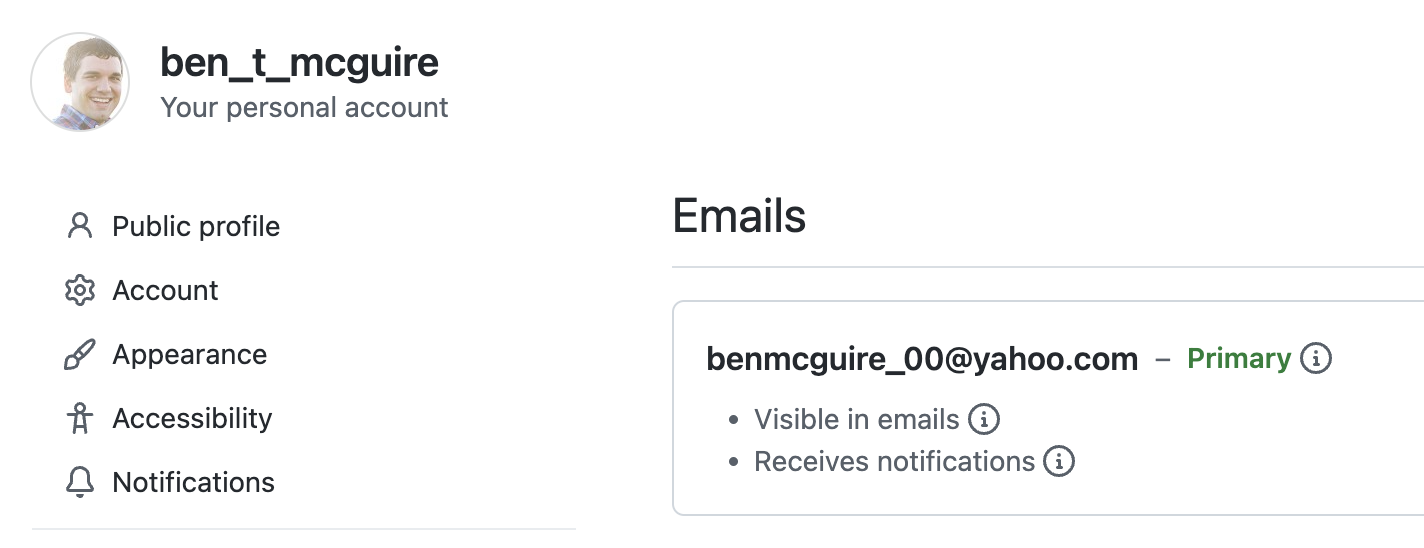 ben_t_mcguire
Your personal account
Public profile
Account
Appearance
Accessibility
Notifications
Emails
benmcguire_00@yahoo.com – Primary
• Visible in emails
• Receives notifications